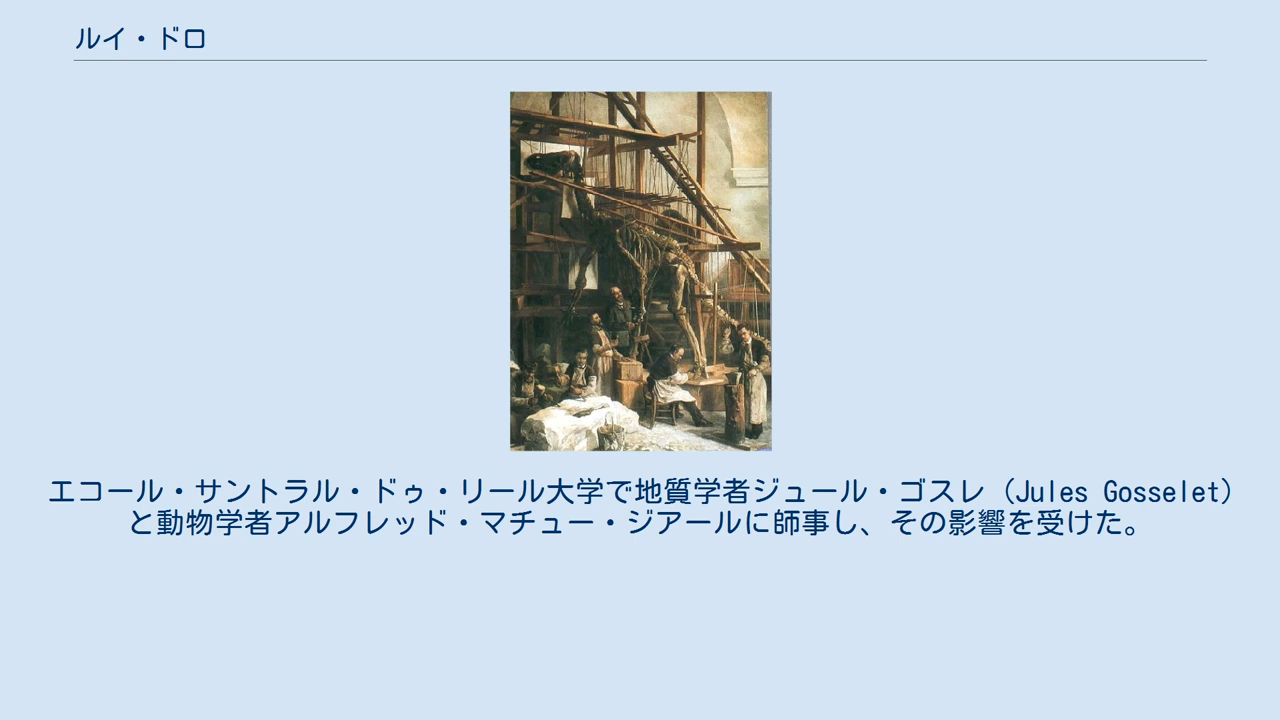 ルイ・ドロ
エコール・サントラル・ドゥ・リール大学で地質学者ジュール・ゴスレ（Jules Gosselet）
と動物学者アルフレッド・マチュー・ジアールに師事し、その影響を受けた。